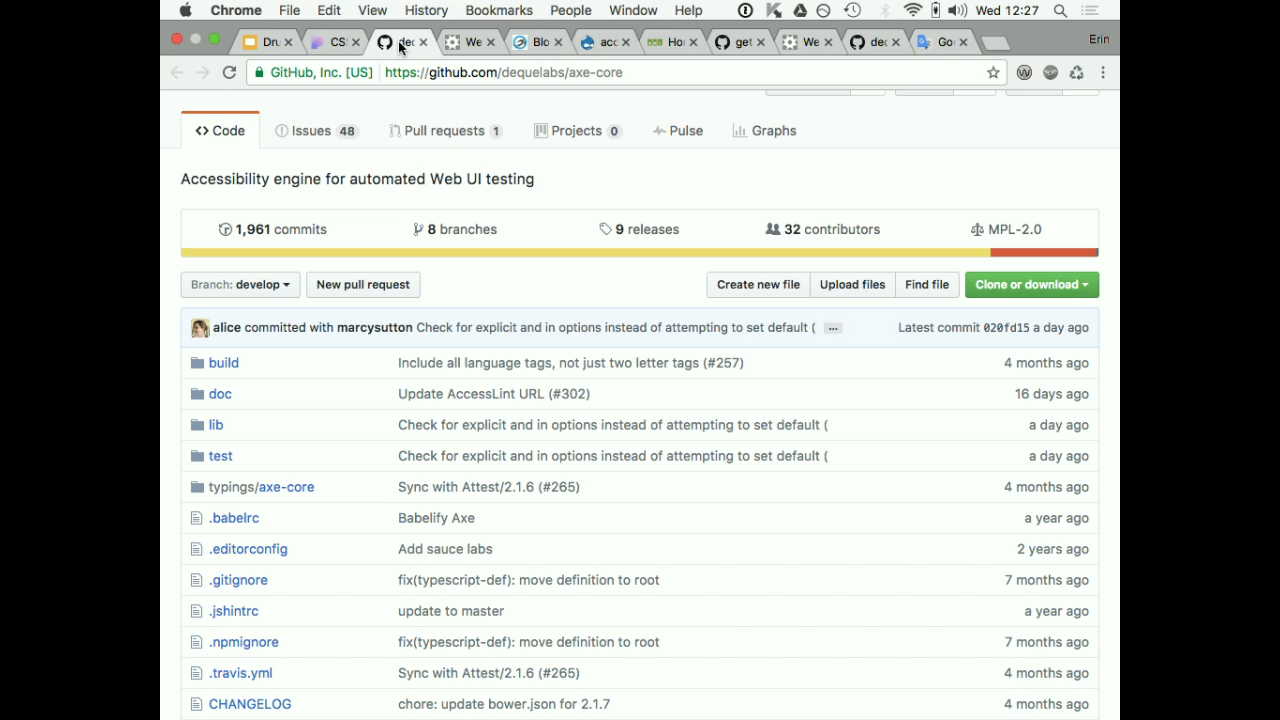 Chrome File Edit View History Bookmarks People Window Help Wed 12:27
Dru CS dec We Blo acc Ho get We dec Goo Erin
GitHub, Inc. [US] https://github.com/dequelabs/axe-core
Code Issues 48 Pull requests 1 Projects 0 Pulse Graphs
Accessibility engine for automated Web UI testing
1,961 commits 8 branches 9 releases 32 contributors MPL-2.0
Branch: develop New pull request Create new file Upload files Find file Clone or download
alice committed with marcysutton Check for explicit and in options instead of attempting to set default ( … Latest commit 020fd15 a day ago
build Include all language tags, not just two letter tags (#257) 4 months ago
doc Update AccessLint URL (#302) 16 days ago
lib Check for explicit and in options instead of attempting to set default ( a day ago
test Check for explicit and in options instead of attempting to set default ( a day ago
typings/axe-core Sync with Attest/2.1.6 (#265) 4 months ago
.babelrc Babelify Axe a year ago
.editorconfig Add sauce labs 2 years ago
.gitignore fix(typescript-def): move definition to root 7 months ago
.jshintrc update to master a year ago
.npmignore fix(typescript-def): move definition to root 7 months ago
.travis.yml Sync with Attest/2.1.6 (#265) 4 months ago
CHANGELOG chore: update bower.json for 2.1.7 4 months ago